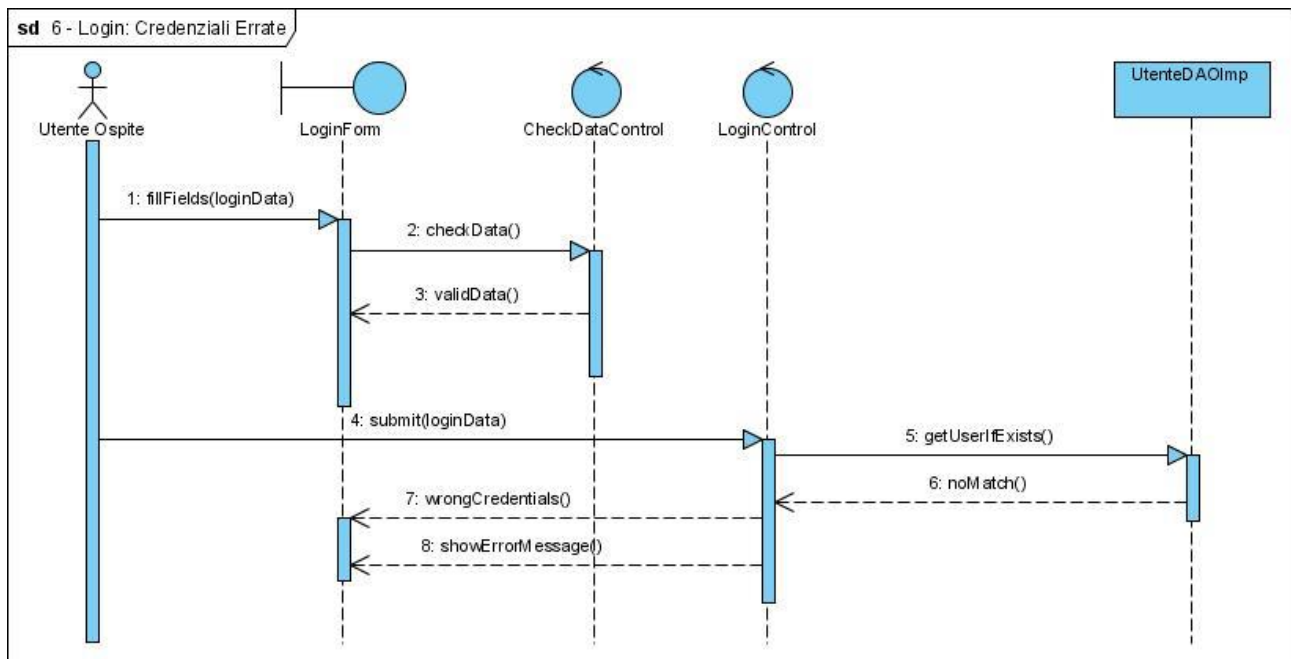 sd 6 - Login: Credenziali Errate
Utente Ospite
LoginForm
CheckDataControl
LoginControl
UtenteDAOImp
1: fillFields(loginData)
2: checkData()
3: validData()
4: submit(loginData)
5: getUserIfExists()
6: noMatch()
7: wrongCredentials()
8: showErrorMessage()